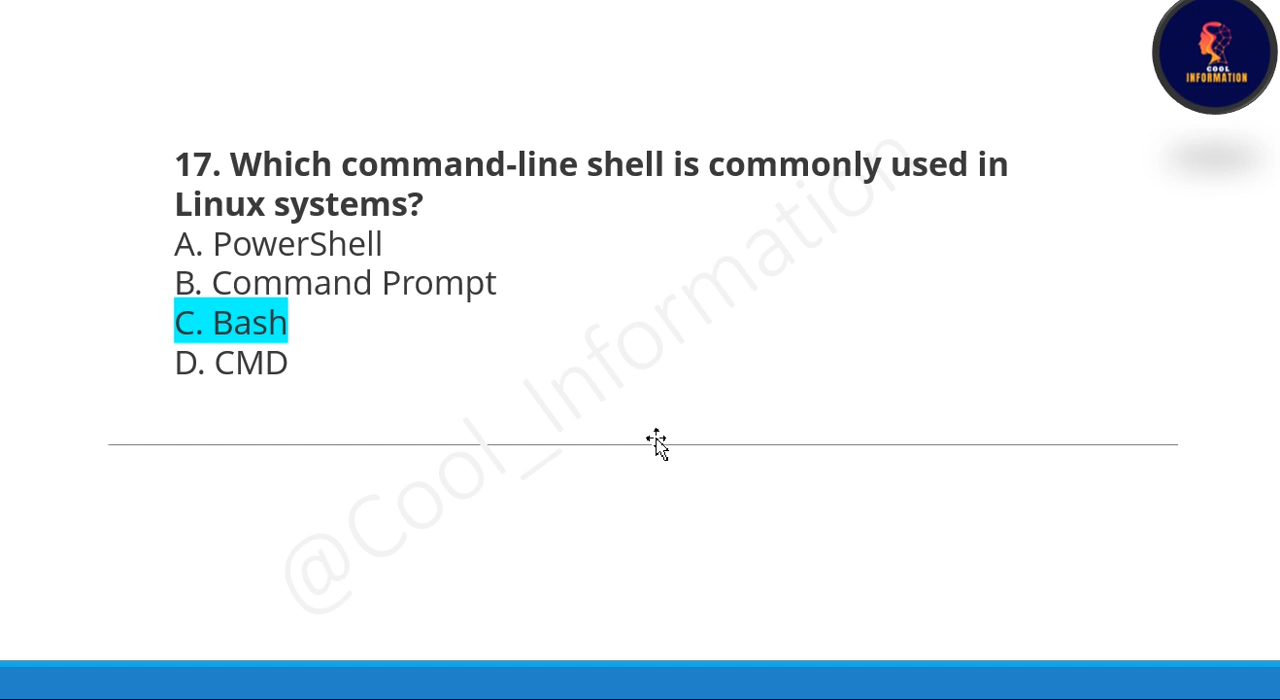 COOL
INFORMATION
17. Which command-line shell is commonly used in
Linux systems?
A. PowerShell
B. Command Prompt
C. Bash
D. CMD
@Cool_Information